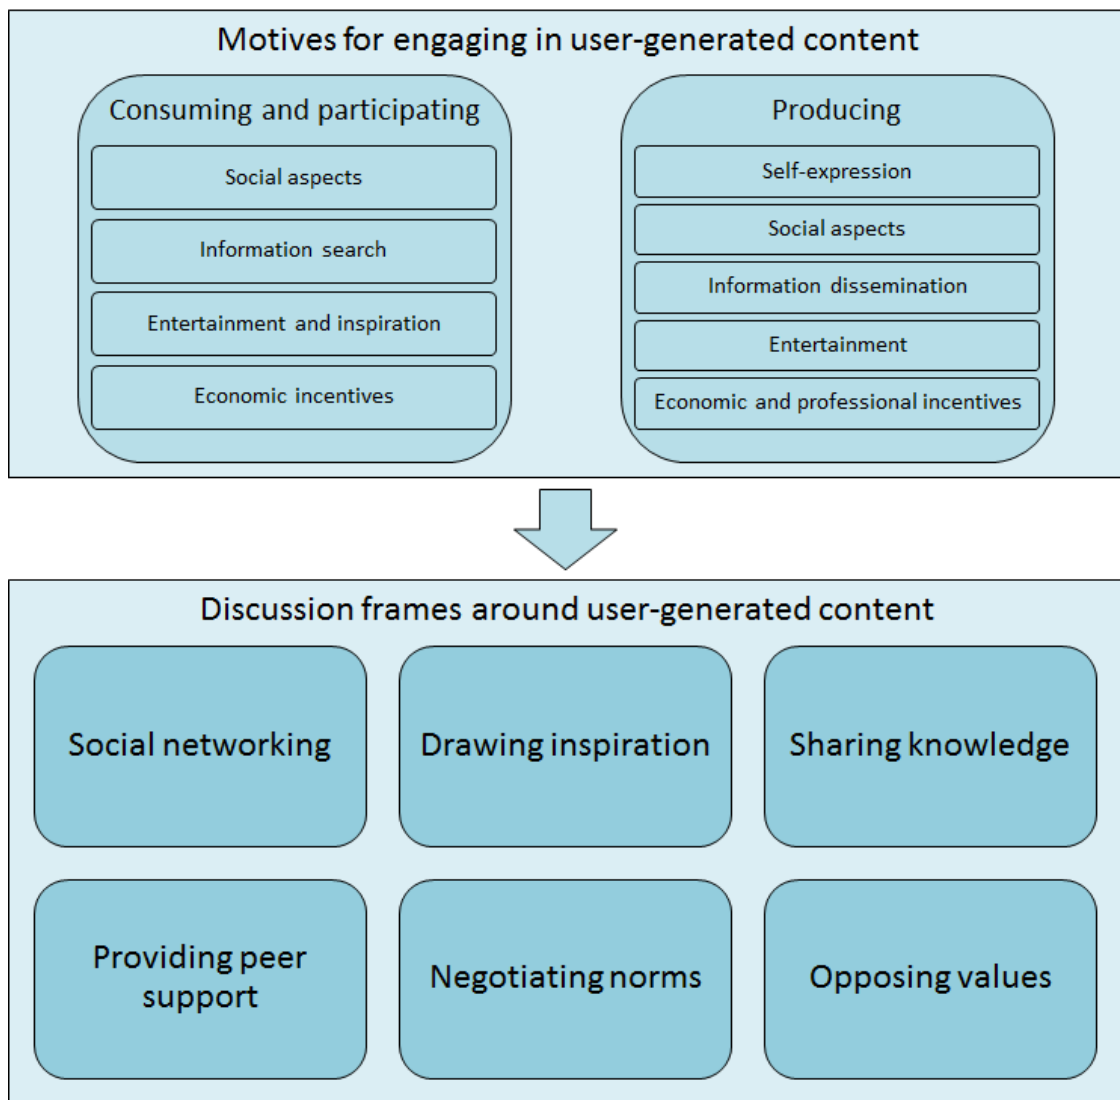 Motives for engaging in user-generated content
Consuming and participating
Social aspects
Information search
Entertainment and inspiration
Economic incentives
Producing
Self-expression
Social aspects
Information dissemination
Entertainment
Economic and professional incentives
Discussion frames around user-generated content
Social networking
Drawing inspiration
Sharing knowledge
Providing peer
support
Negotiating norms
Opposing values